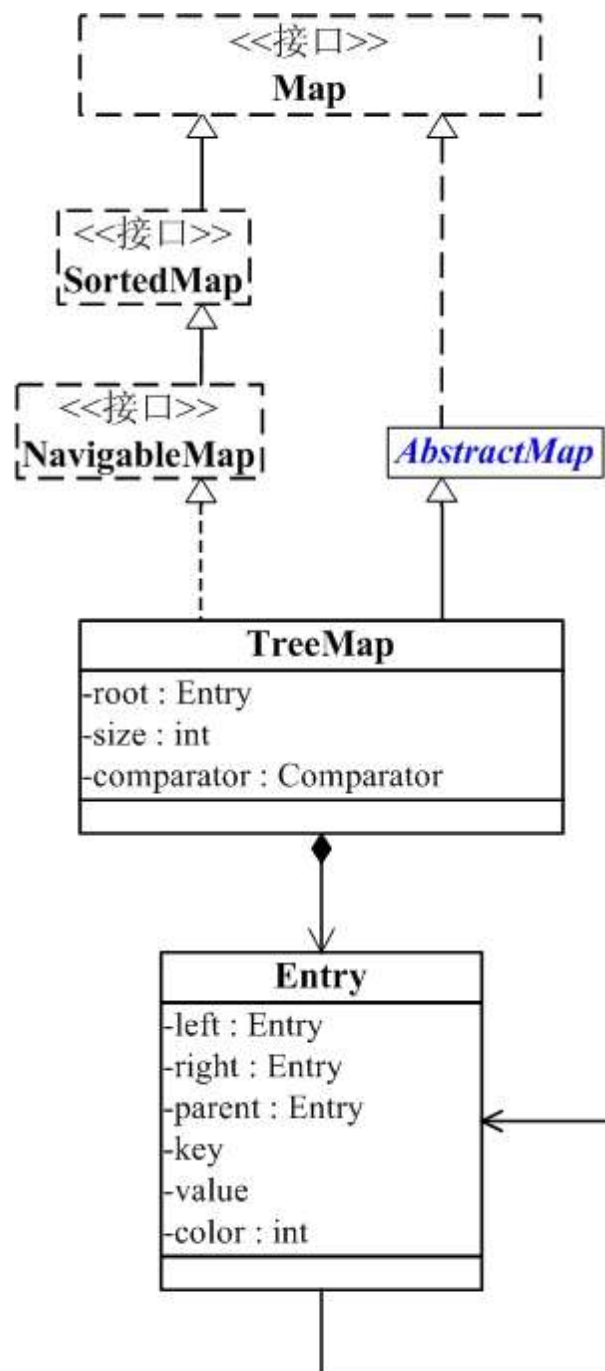 <<接口>>
Map
<<接口>>
SortedMap
<<接口>>
NavigableMap
AbstractMap
TreeMap
-root : Entry
-size : int
-comparator : Comparator
Entry
-left : Entry
-right : Entry
-parent : Entry
-key
-value
-color : int